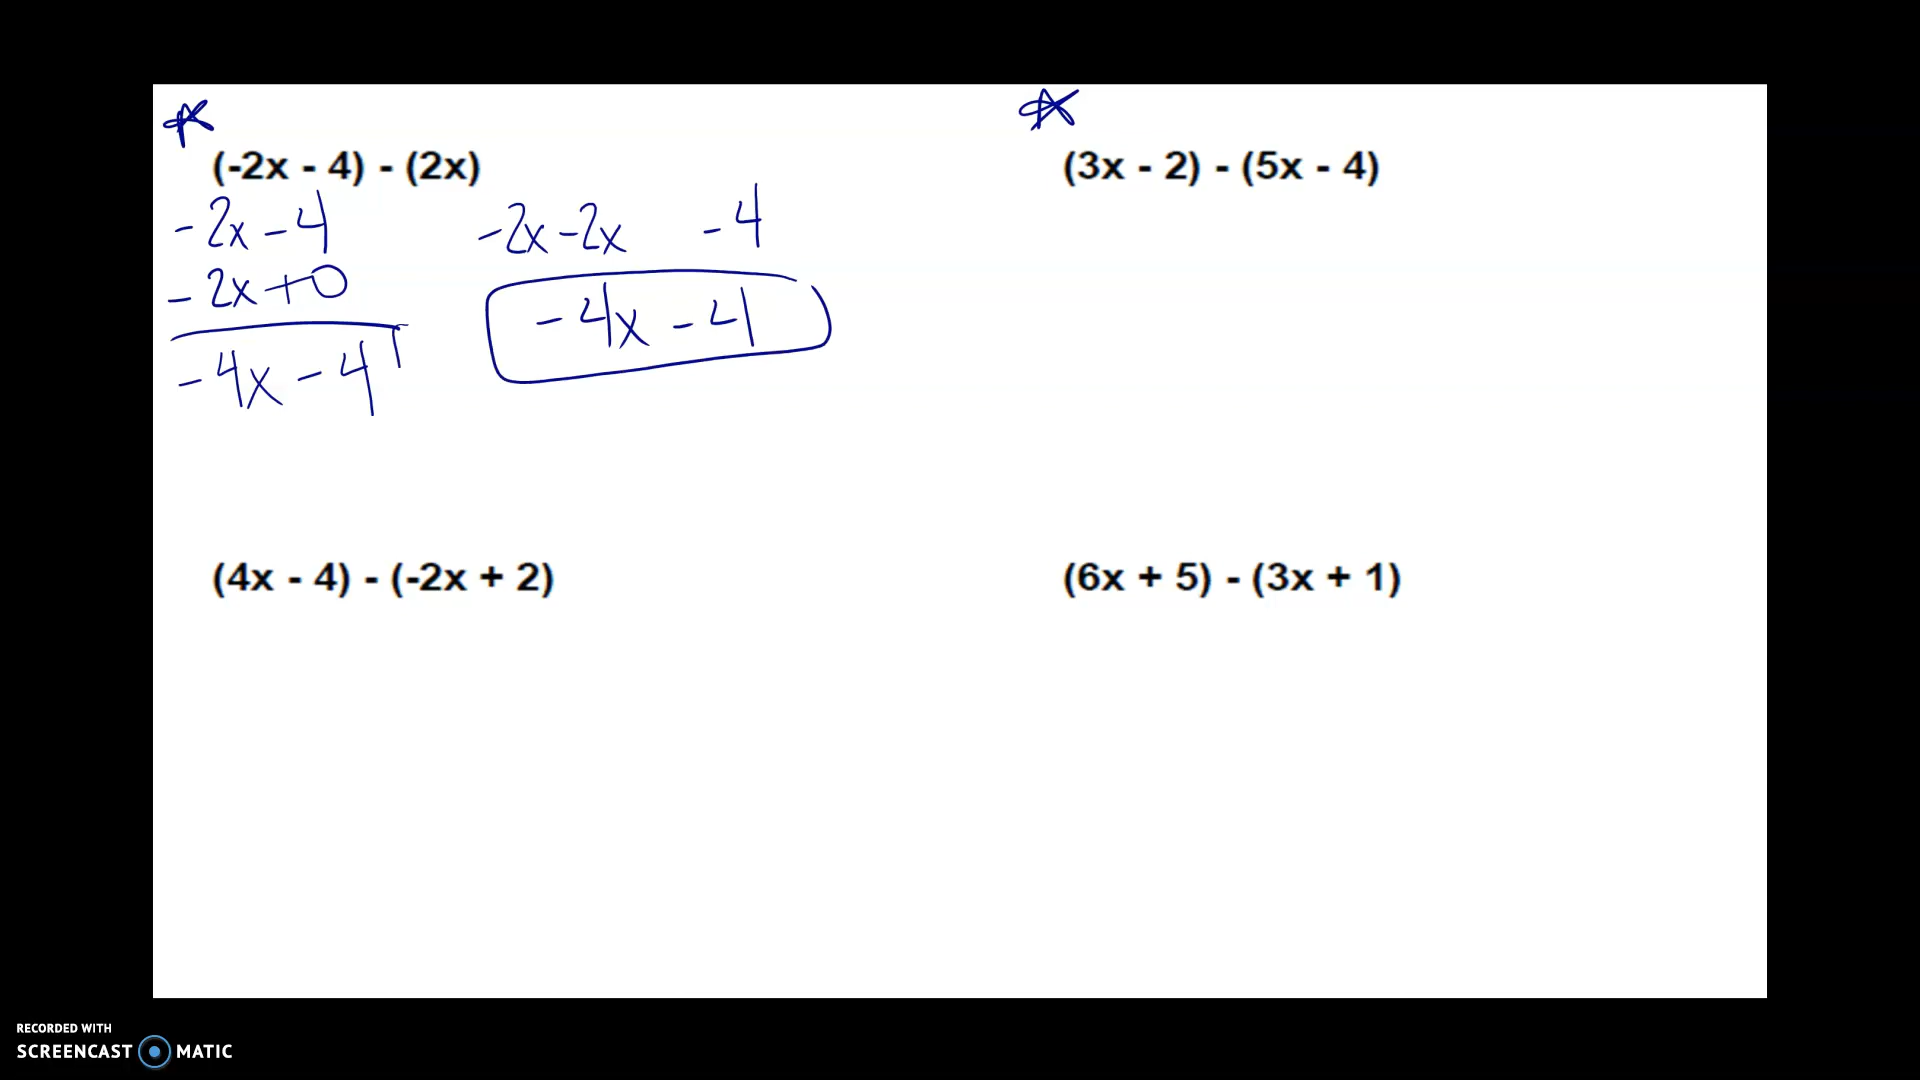 (-2x - 4) - (2x)
-2x -4
-2x +0
-4x -4
-2x -2x -4
-4x -4
(3x - 2) - (5x - 4)
(4x - 4) - (-2x + 2)
(6x + 5) - (3x + 1)
RECORDED WITH
SCREENCAST MATIC